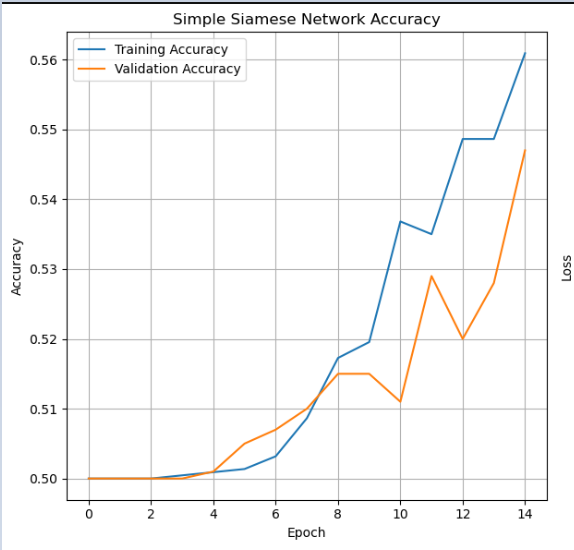 Simple Siamese Network Accuracy
Training Accuracy
Validation Accuracy
0.56
0.55
0.54
0.53
0.52
0.51
0.50
Accuracy
Loss
0 2 4 6 8 10 12 14
Epoch